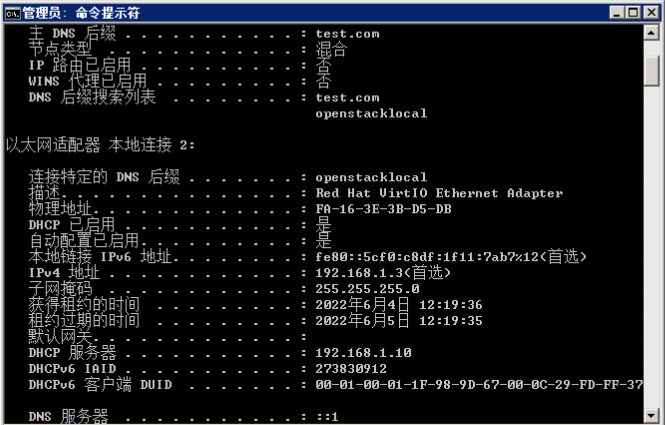 管理员: 命令提示符
主 DNS 后缀 . . . . . . . . . . . : test.com
节点类型 . . . . . . . . . . . . : 混合
IP 路由已启用 . . . . . . . . . . : 否
WINS 代理已启用 . . . . . . . . . : 否
DNS 后缀搜索列表 . . . . . . . . : test.com
openstacklocal
以太网适配器 本地连接 2:
连接特定的 DNS 后缀 . . . . . . . : openstacklocal
描述. . . . . . . . . . . . . . . : Red Hat VirtIO Ethernet Adapter
物理地址. . . . . . . . . . . . . : FA-16-3E-3B-D5-DB
DHCP 已启用 . . . . . . . . . . . : 是
自动配置已启用. . . . . . . . . . : 是
本地链接 IPv6 地址. . . . . . . . : fe80::5cf0:c8df:1f11:7ab7%12(首选)
IPv4 地址 . . . . . . . . . . . . : 192.168.1.3(首选)
子网掩码 . . . . . . . . . . . . : 255.255.255.0
获得租约的时间 . . . . . . . . . : 2022年6月4日 12:19:36
租约过期的时间 . . . . . . . . . : 2022年6月5日 12:19:35
默认网关. . . . . . . . . . . . . :
DHCP 服务器 . . . . . . . . . . . : 192.168.1.10
DHCPv6 IAID . . . . . . . . . . . : 273830912
DHCPv6 客户端 DUID . . . . . . . : 00-01-00-01-1F-98-9D-67-00-0C-29-FD-FF-37
DNS 服务器 . . . . . . . . . . . : ::1